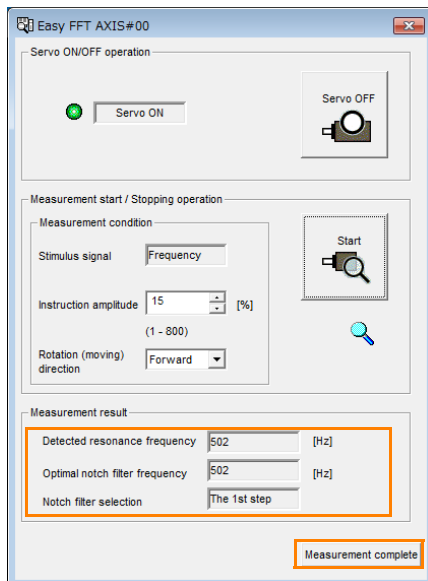 Easy FFT AXIS#00
Servo ON/OFF operation
Servo ON
Servo OFF
Measurement start / Stopping operation
Measurement condition
Stimulus signal Frequency
Start
Instruction amplitude 15 [%]
(1 - 800)
Rotation (moving) direction Forward
Measurement result
Detected resonance frequency 502 [Hz]
Optimal notch filter frequency 502 [Hz]
Notch filter selection The 1st step
Measurement complete